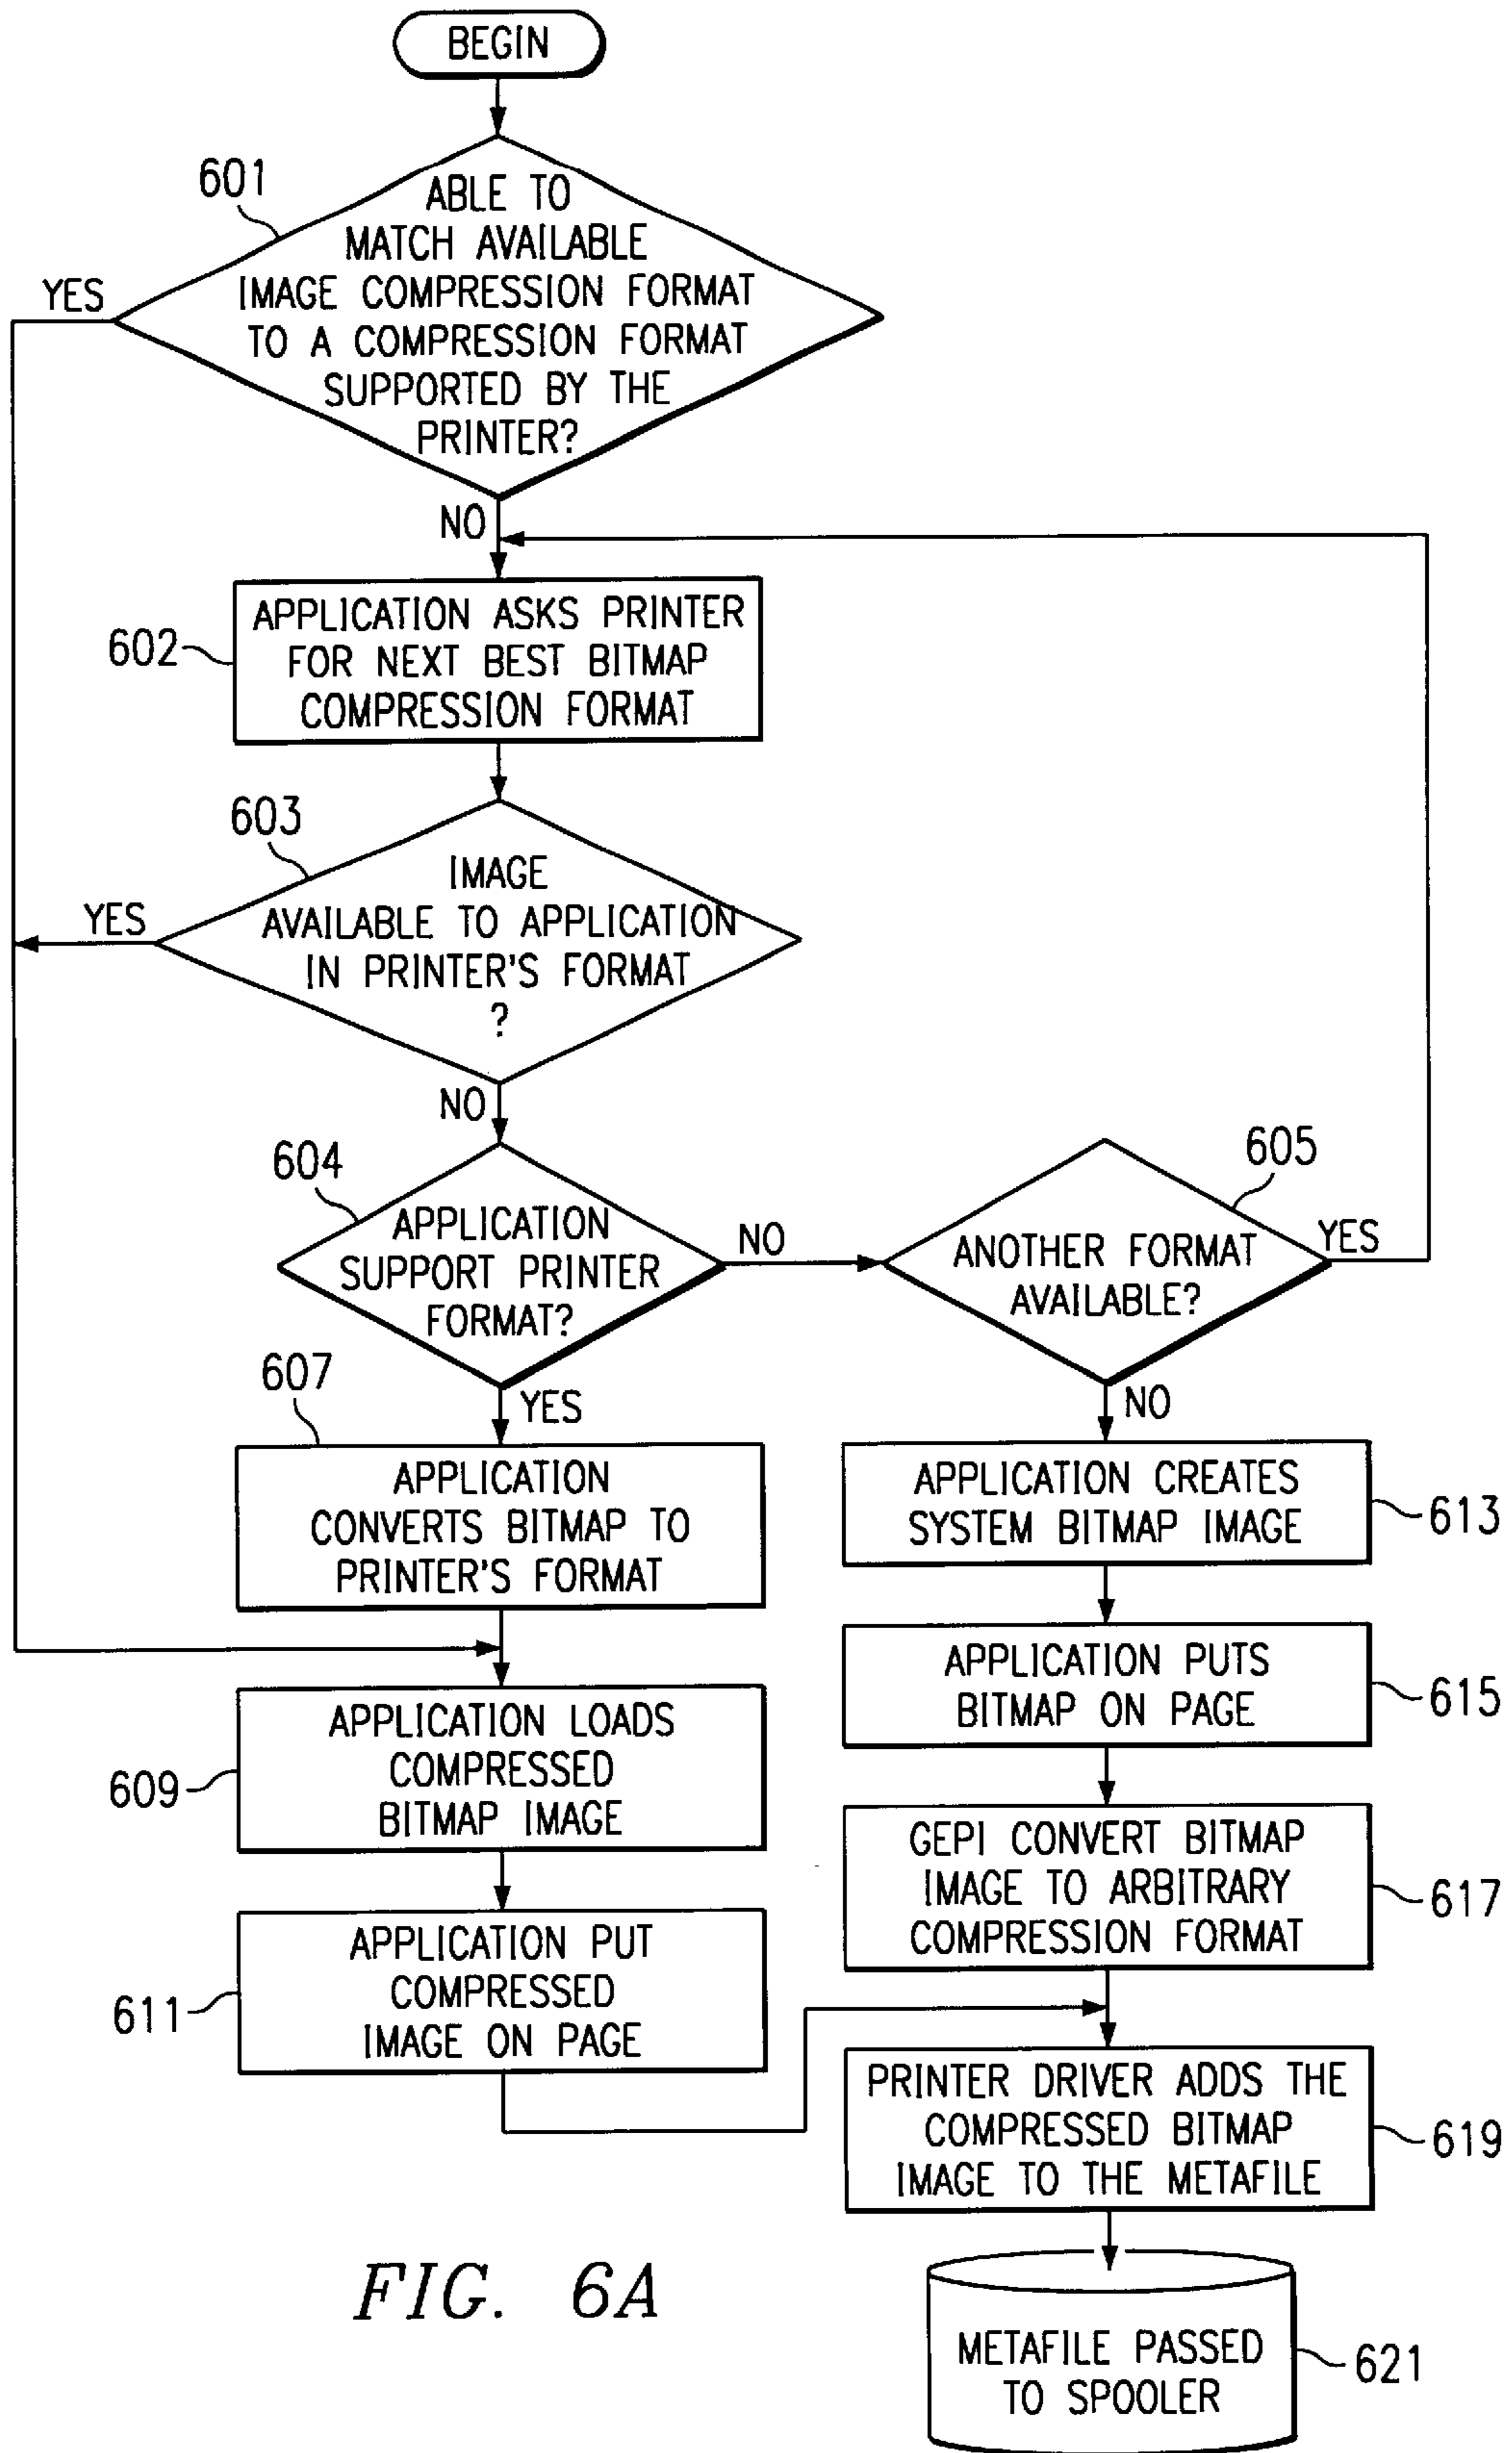 BEGIN
601
ABLE TO
MATCH AVAILABLE
IMAGE COMPRESSION FORMAT
TO A COMPRESSION FORMAT
SUPPORTED BY THE
PRINTER?
YES
NO
602
APPLICATION ASKS PRINTER
FOR NEXT BEST BITMAP
COMPRESSION FORMAT
603
IMAGE
AVAILABLE TO APPLICATION
IN PRINTER'S FORMAT
?
YES
NO
604
APPLICATION
SUPPORT PRINTER
FORMAT?
NO
605
ANOTHER FORMAT
AVAILABLE?
YES
YES
NO
607
APPLICATION
CONVERTS BITMAP TO
PRINTER'S FORMAT
609
APPLICATION LOADS
COMPRESSED
BITMAP IMAGE
611
APPLICATION PUT
COMPRESSED
IMAGE ON PAGE
APPLICATION CREATES
SYSTEM BITMAP IMAGE
613
APPLICATION PUTS
BITMAP ON PAGE
615
GEPI CONVERT BITMAP
IMAGE TO ARBITRARY
COMPRESSION FORMAT
617
PRINTER DRIVER ADDS THE
COMPRESSED BITMAP
IMAGE TO THE METAFILE
619
METAFILE PASSED
TO SPOOLER
621
FIG. 6A